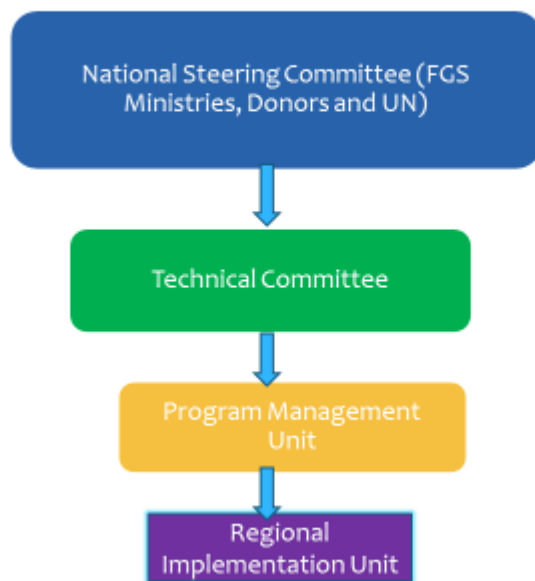 National Steering Committee (FGS
Ministries, Donors and UN)
Technical Committee
Program Management
Unit
Regional
Implementation Unit